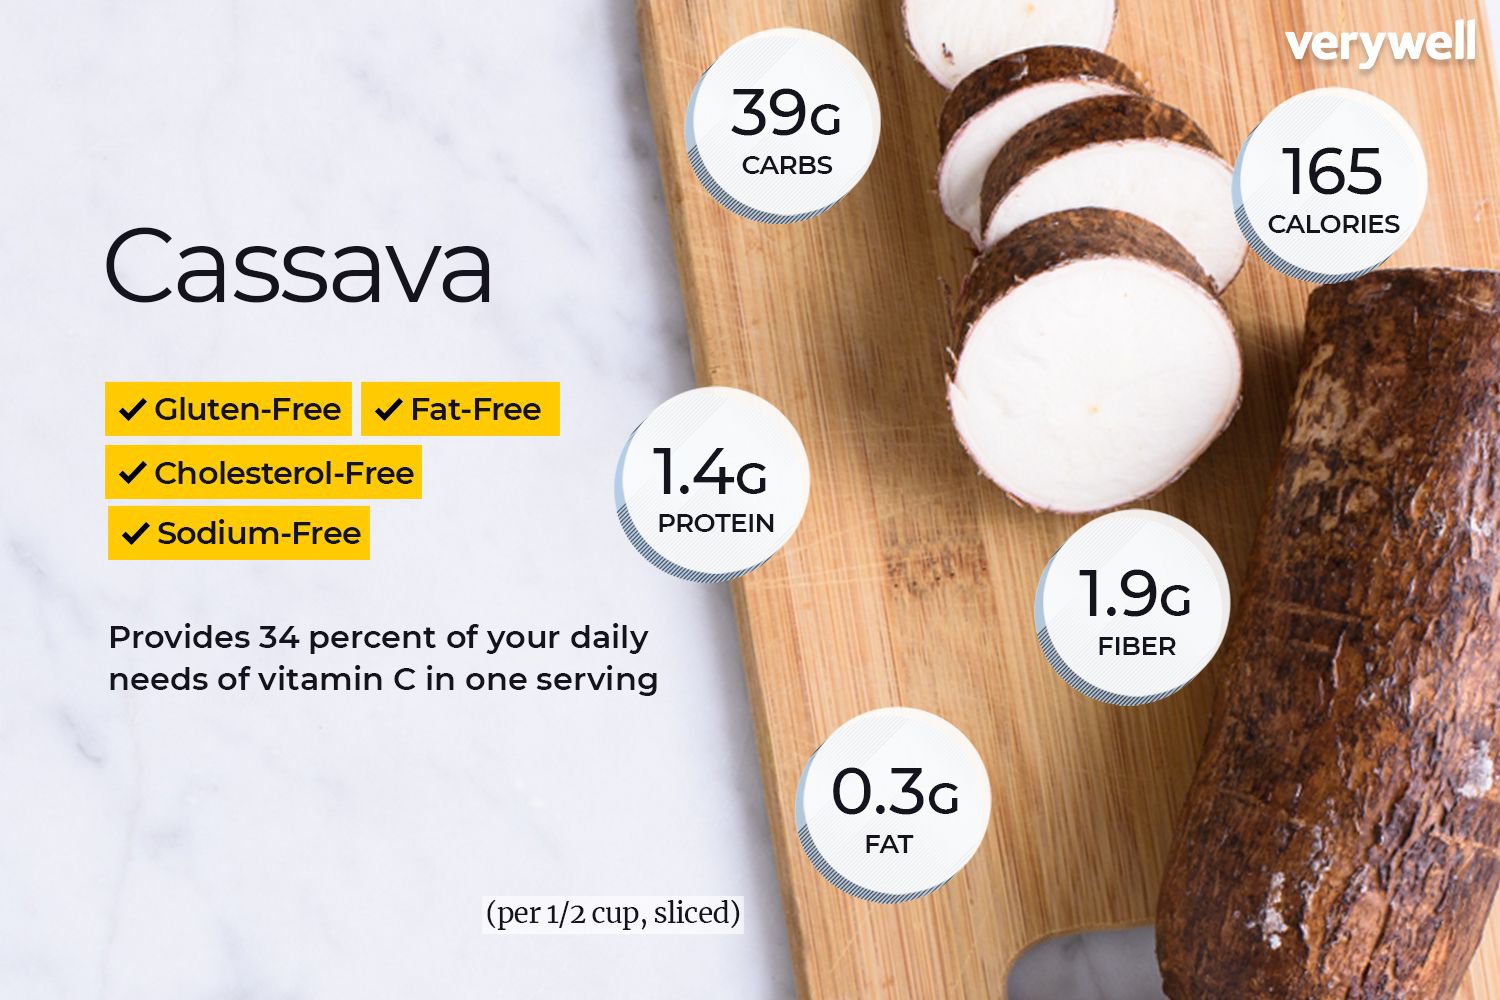 verywell
39G
CARBS
165
CALORIES
Cassava
✓ Gluten-Free ✓ Fat-Free
✓ Cholesterol-Free
✓ Sodium-Free
1.4G
PROTEIN
1.9G
FIBER
Provides 34 percent of your daily
needs of vitamin C in one serving
0.3G
FAT
(per 1/2 cup, sliced)